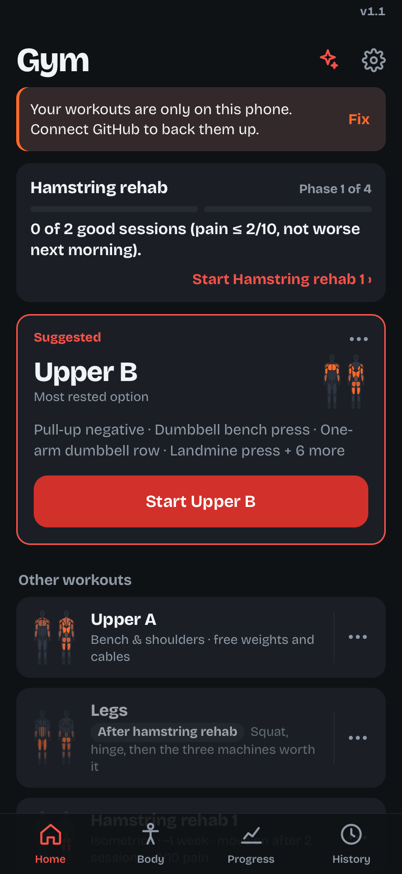 v1.1
Gym
Your workouts are only on this phone.
Connect GitHub to back them up.
Fix
Hamstring rehab
Phase 1 of 4
0 of 2 good sessions (pain ≤ 2/10, not worse
next morning).
Start Hamstring rehab 1 ›
Suggested
Upper B
Most rested option
Pull-up negative · Dumbbell bench press · One-
arm dumbbell row · Landmine press + 6 more
Start Upper B
Other workouts
Upper A
Bench & shoulders · free weights and
cables
Legs
After hamstring rehab Squat,
hinge, then the three machines worth
it
Hamstring rehab 1
Home
Body
Progress
History